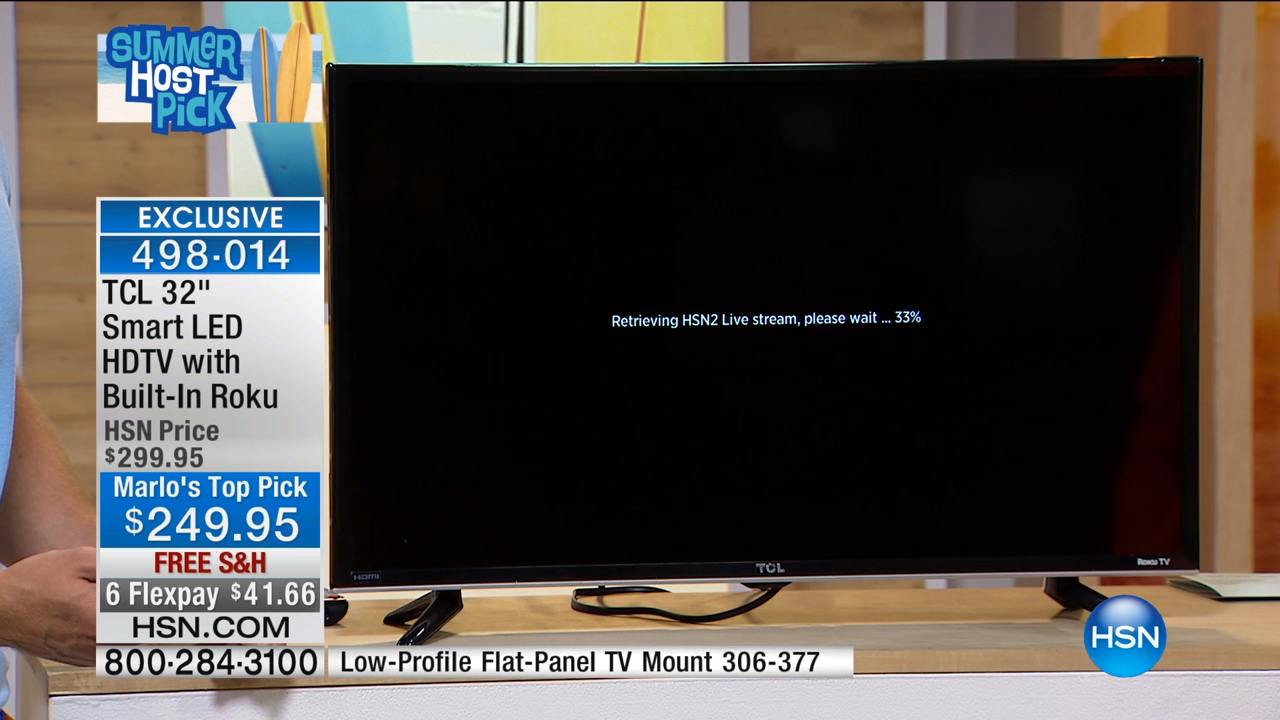 SUMMER
HOST
PICK
EXCLUSIVE
498-014
TCL 32"
Smart LED
HDTV with
Built-In Roku
HSN Price
$299.95
Marlo's Top Pick
$249.95
FREE S&H
6 Flexpay $41.66
HSN.COM
800·284·3100
Low-Profile Flat-Panel TV Mount 306-377
Retrieving HSN2 Live stream, please wait ... 33%
HDMI
TCL
Roku TV
HSN